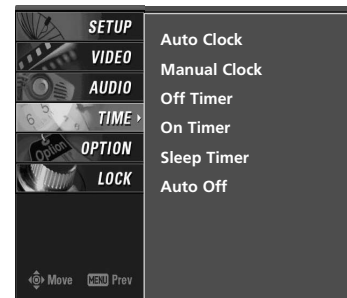 SETUP
VIDEO
AUDIO
TIME
OPTION
LOCK
Auto Clock
Manual Clock
Off Timer
On Timer
Sleep Timer
Auto Off
Move MENU Prev